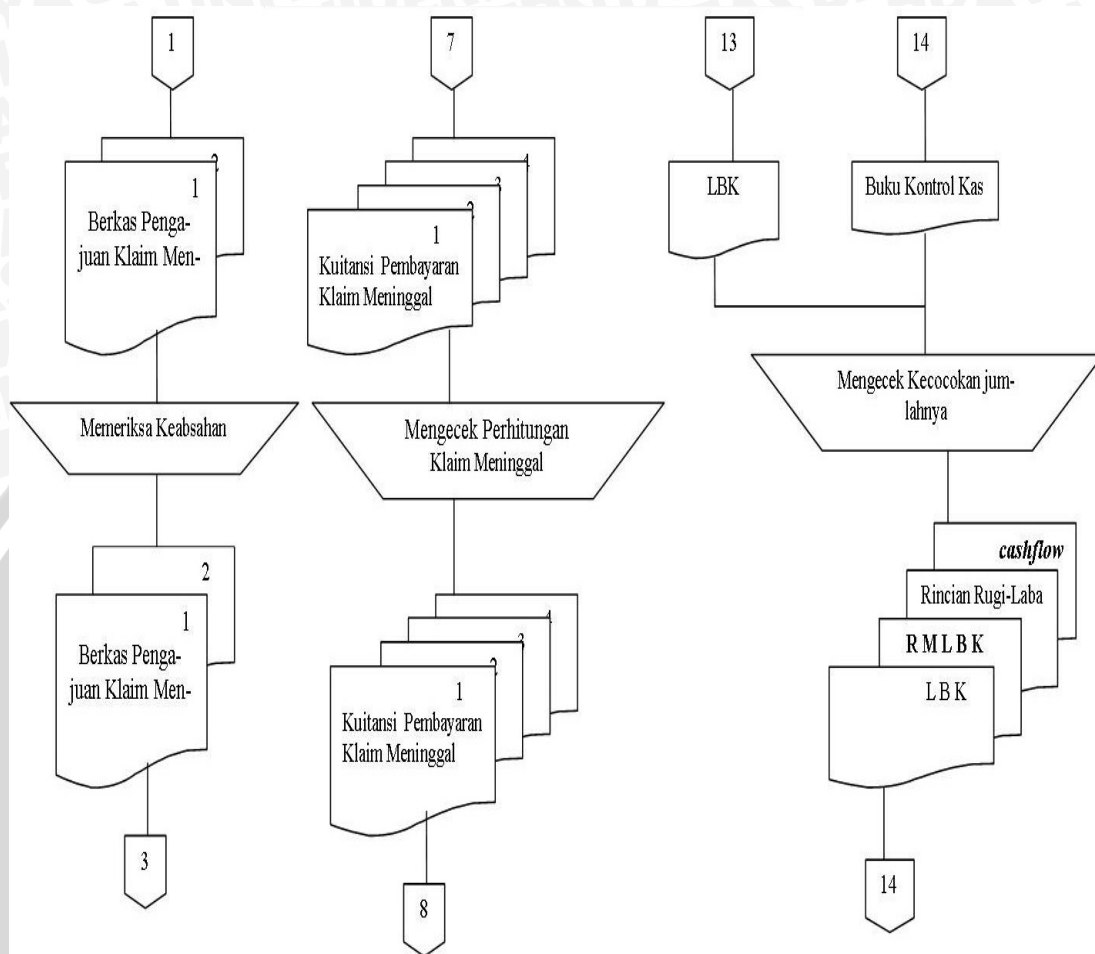 1
2
1
Berkas Penga-
juan Klaim Men-
Memeriksa Keabsahan
2
1
Berkas Penga-
juan Klaim Men-
3
7
4
3
2
1
Kuitansi Pembayaran
Klaim Meninggal
Mengecek Perhitungan
Klaim Meninggal
4
3
2
1
Kuitansi Pembayaran
Klaim Meninggal
8
13
14
LBK
Buku Kontrol Kas
Mengecek Kecocokan jum-
lahnya
cashflow
Rincian Rugi-Laba
R M L B K
L B K
14